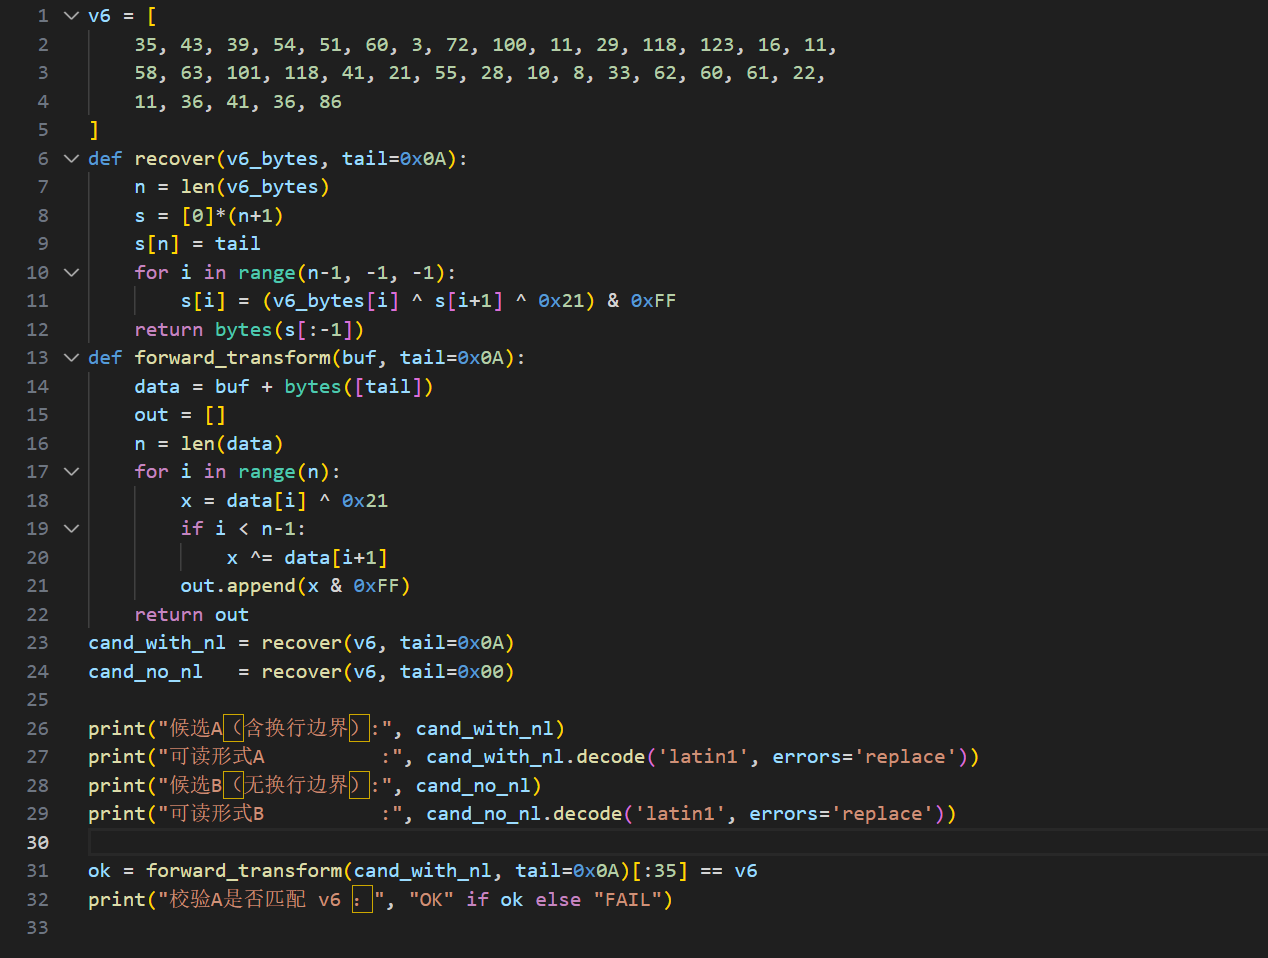 1 v6 = [
2     35, 43, 39, 54, 51, 60, 3, 72, 100, 11, 29, 118, 123, 16, 11,
3     58, 63, 101, 118, 41, 21, 55, 28, 10, 8, 33, 62, 60, 61, 22,
4     11, 36, 41, 36, 86
5 ]
6 def recover(v6_bytes, tail=0x0A):
7     n = len(v6_bytes)
8     s = [0]*(n+1)
9     s[n] = tail
10     for i in range(n-1, -1, -1):
11         s[i] = (v6_bytes[i] ^ s[i+1] ^ 0x21) & 0xFF
12     return bytes(s[:-1])
13 def forward_transform(buf, tail=0x0A):
14     data = buf + bytes([tail])
15     out = []
16     n = len(data)
17     for i in range(n):
18         x = data[i] ^ 0x21
19         if i < n-1:
20             x ^= data[i+1]
21         out.append(x & 0xFF)
22     return out
23 cand_with_nl = recover(v6, tail=0x0A)
24 cand_no_nl   = recover(v6, tail=0x00)
25
26 print("候选A（含换行边界）:", cand_with_nl)
27 print("可读形式A          :", cand_with_nl.decode('latin1', errors='replace'))
28 print("候选B（无换行边界）:", cand_no_nl)
29 print("可读形式B          :", cand_no_nl.decode('latin1', errors='replace'))
30
31 ok = forward_transform(cand_with_nl, tail=0x0A)[:35] == v6
32 print("校验A是否匹配 v6 ：", "OK" if ok else "FAIL")
33